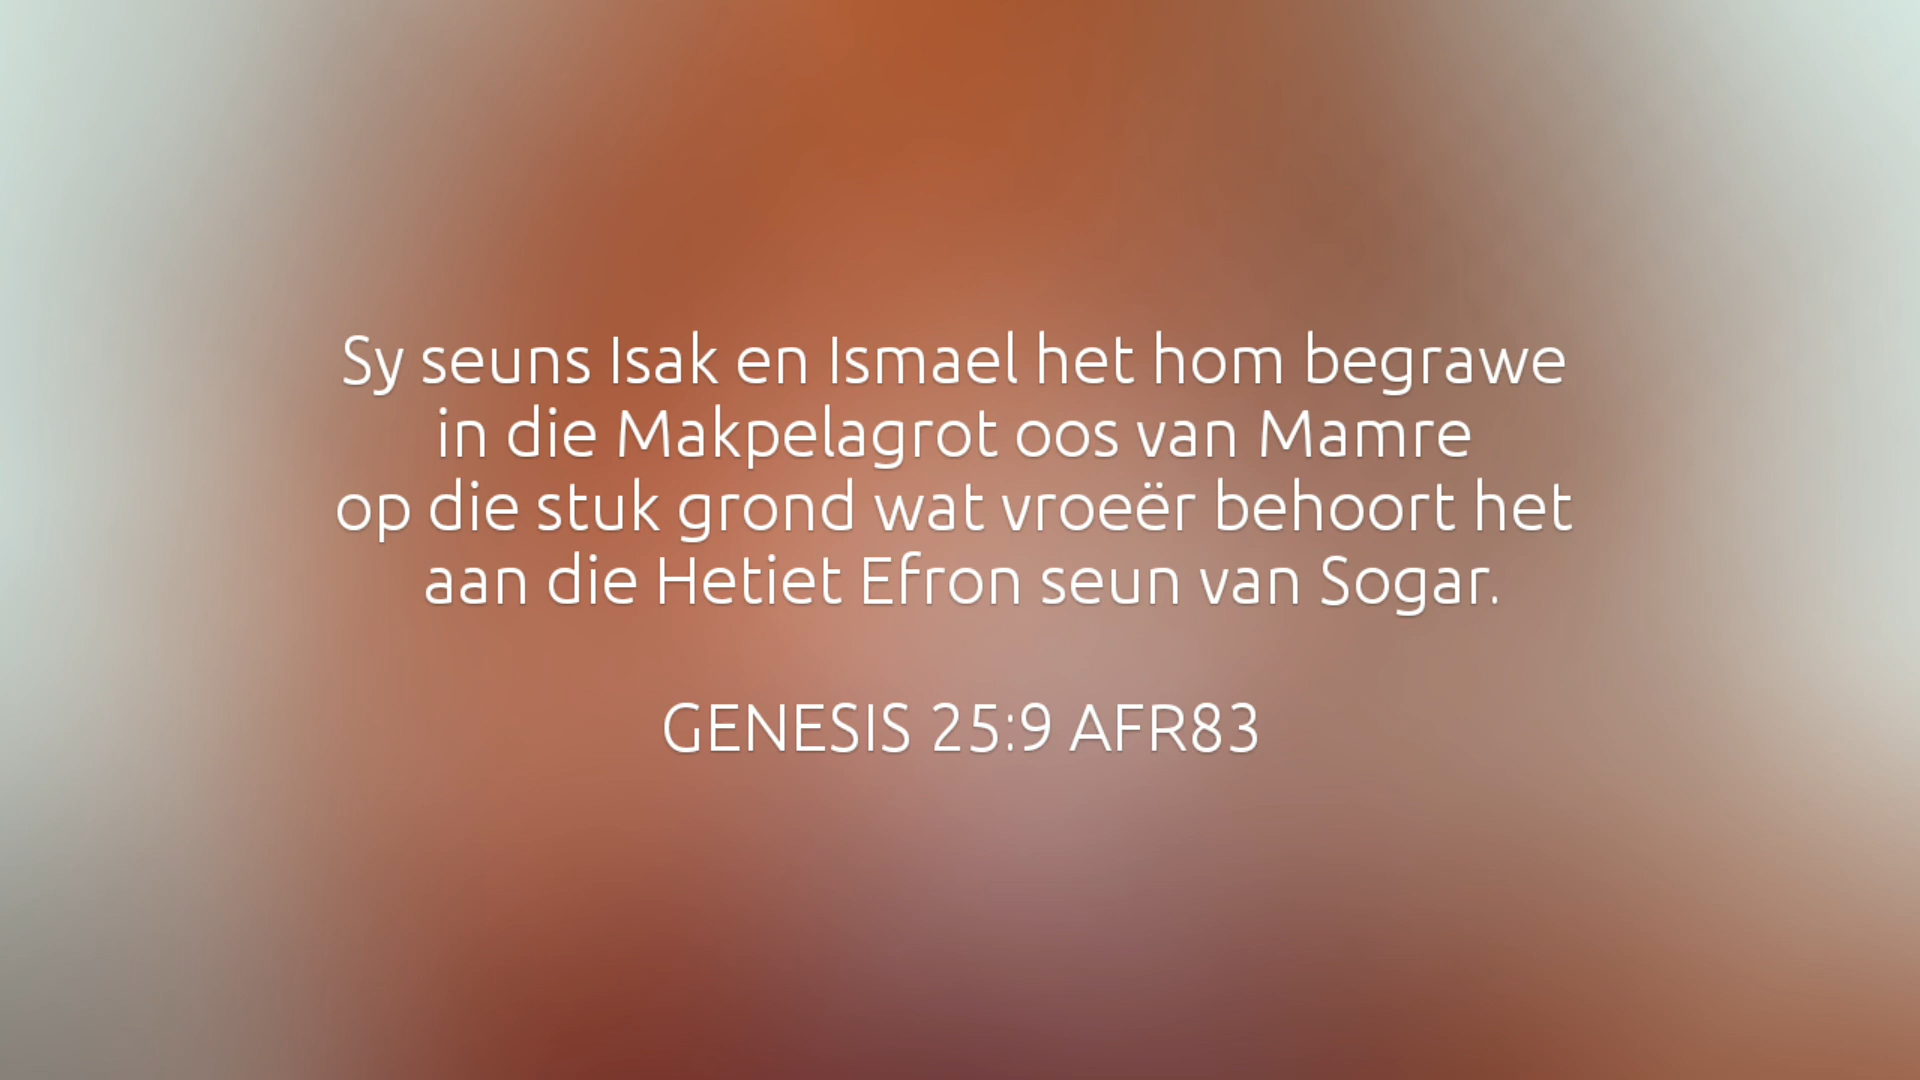 Sy seuns Isak en Ismael het hom begrawe
in die Makpelagrot oos van Mamre
op die stuk grond wat vroeër behoort het
aan die Hetiet Efron seun van Sogar.
GENESIS 25:9 AFR83